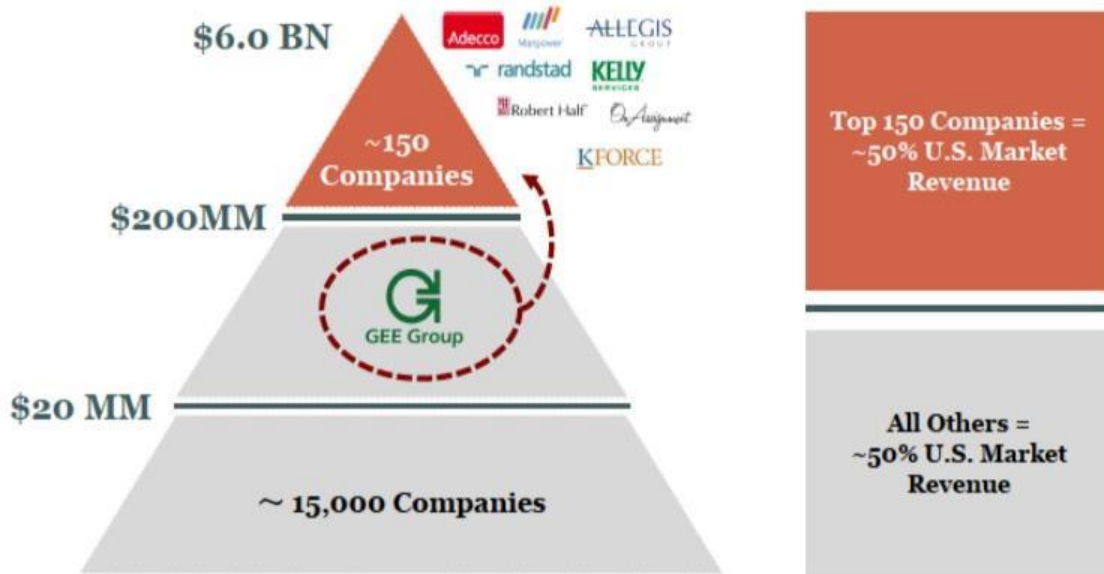 $6.0 BN
Adecco
Manpower
ALLEGIS
GROUP
randstad
KELLY
SERVICES
Robert Half
On Assignment
KFORCE
~150
Companies
$200MM
GEE Group
$20 MM
~ 15,000 Companies
Top 150 Companies =
~50% U.S. Market
Revenue
All Others =
~50% U.S. Market
Revenue